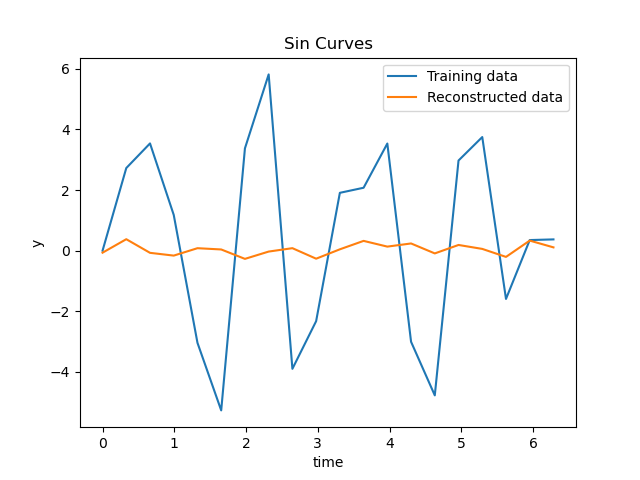 Sin Curves
Training data
Reconstructed data
6
4
2
0
−2
−4
y
0 1 2 3 4 5 6
time